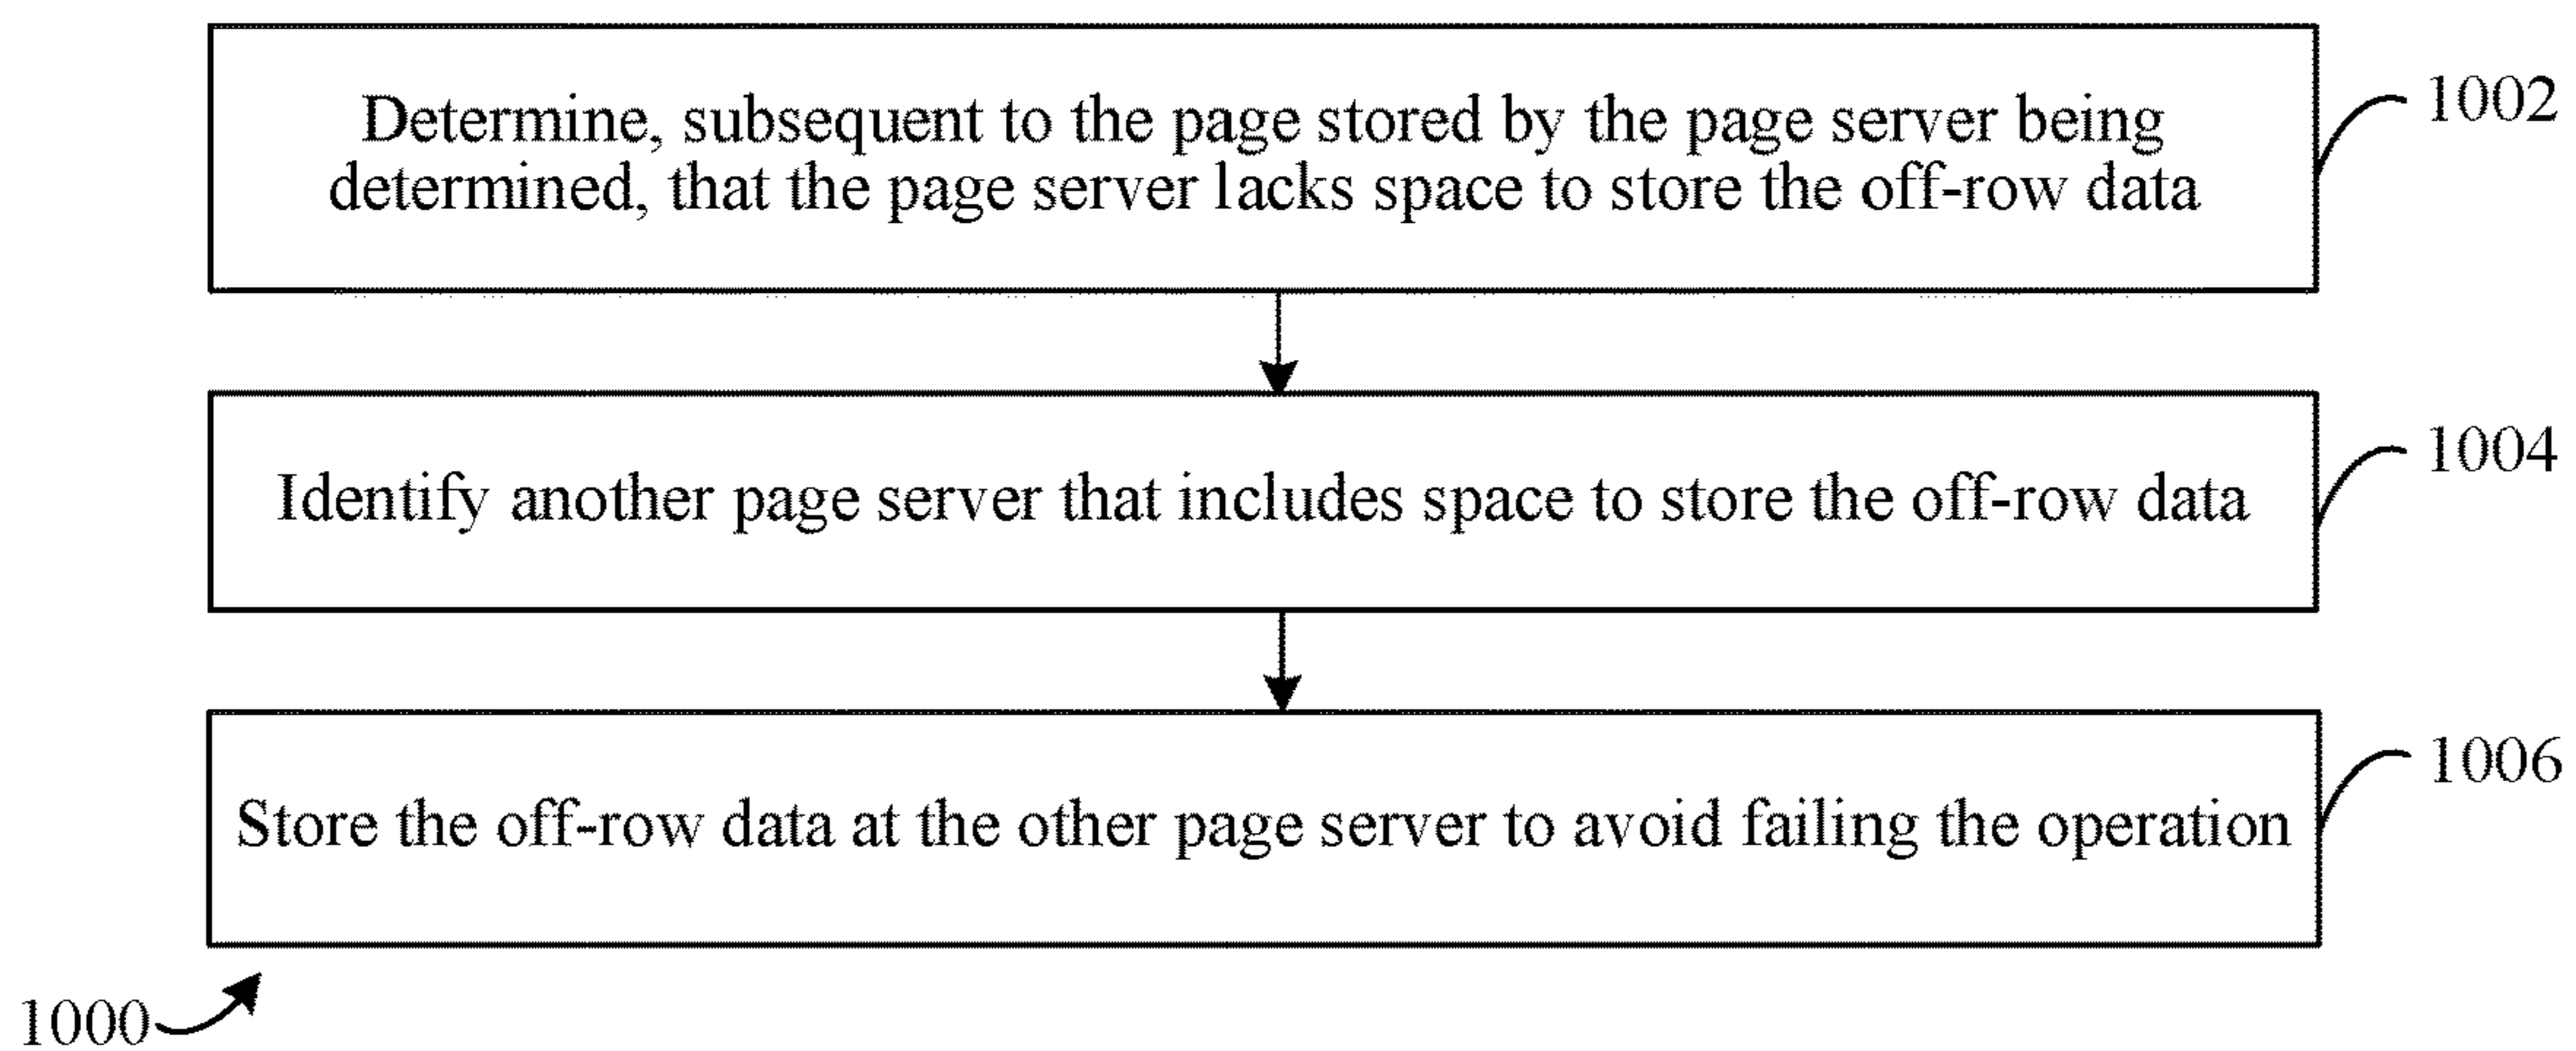 Determine, subsequent to the page stored by the page server being
determined, that the page server lacks space to store the off-row data
1002
Identify another page server that includes space to store the off-row data
1004
Store the off-row data at the other page server to avoid failing the operation
1006
1000